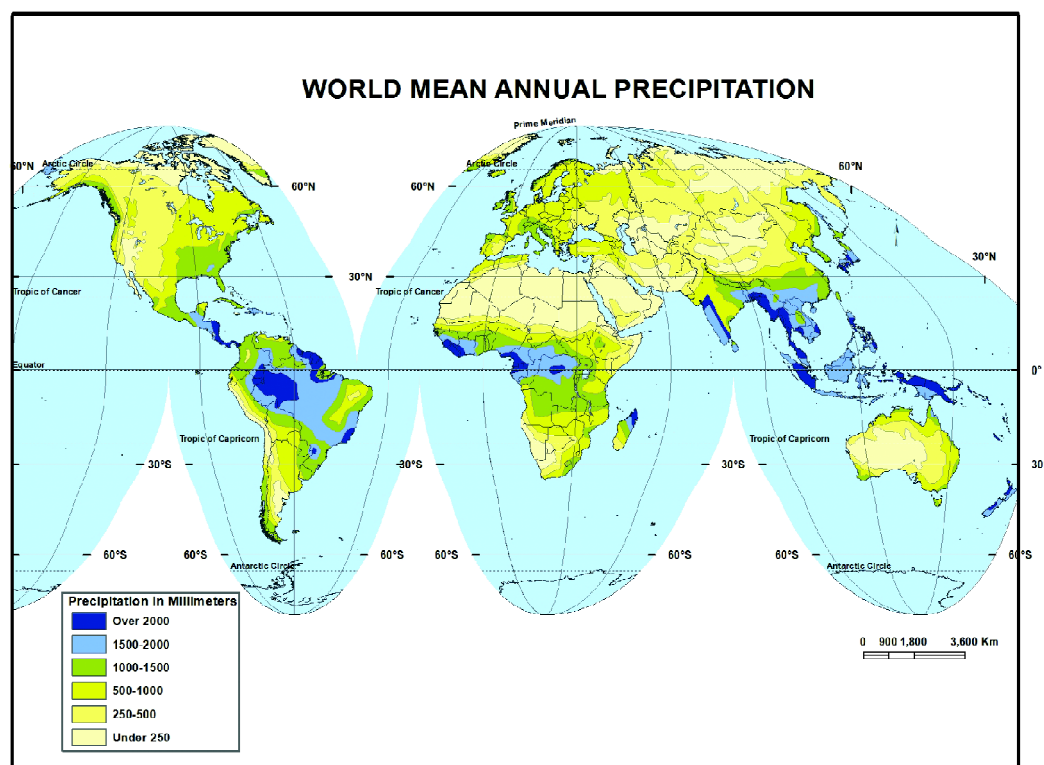 WORLD MEAN ANNUAL PRECIPITATION
Prime Meridian
60°N
Arctic Circle
60°N
Arctic Circle
60°N
60°N
30°N
30°N
Tropic of Cancer
Tropic of Cancer
Equator
0°
Tropic of Capricorn
Tropic of Capricorn
30°S
30°S
30°S
30
60°S
60°S
60°S
60°S
60°S
60°S
60°S
Antarctic Circle
Antarctic Circle
Precipitation in Millimeters
Over 2000
1500-2000
1000-1500
500-1000
250-500
Under 250
0 900 1,800 3,600 Km